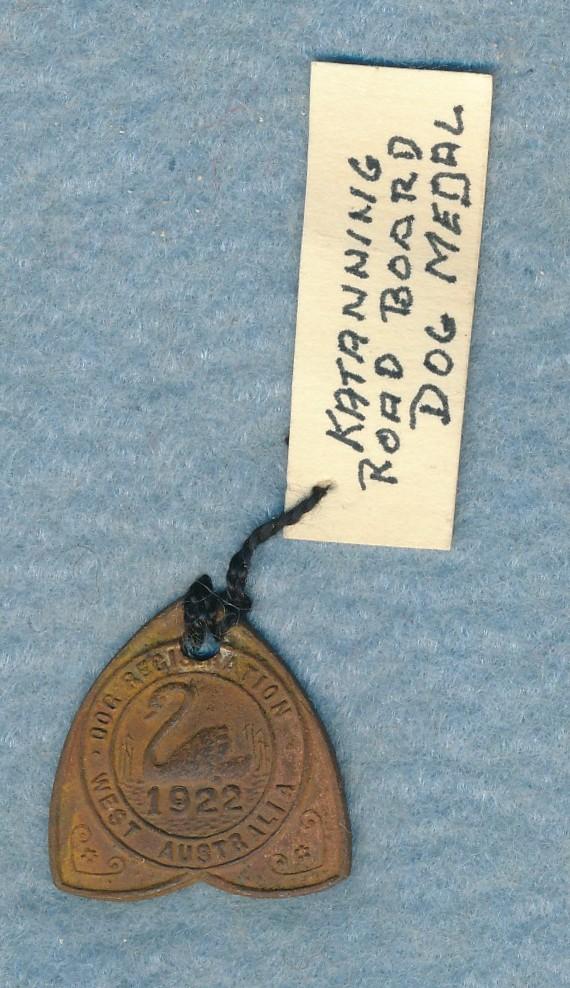 KATANNING
ROAD BOARD
DOG MEDAL
DOG REGISTRATION
1922
WEST AUSTRALIA